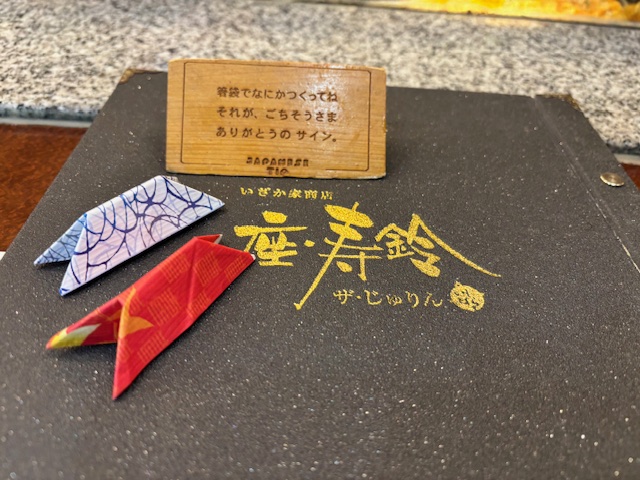 箸袋でなにかつくってね
それが、ごちそうさま
ありがとうの サイン。
JAPANESE
TIP
いざか家商店
座・寿鈴
ザ・じゅりん